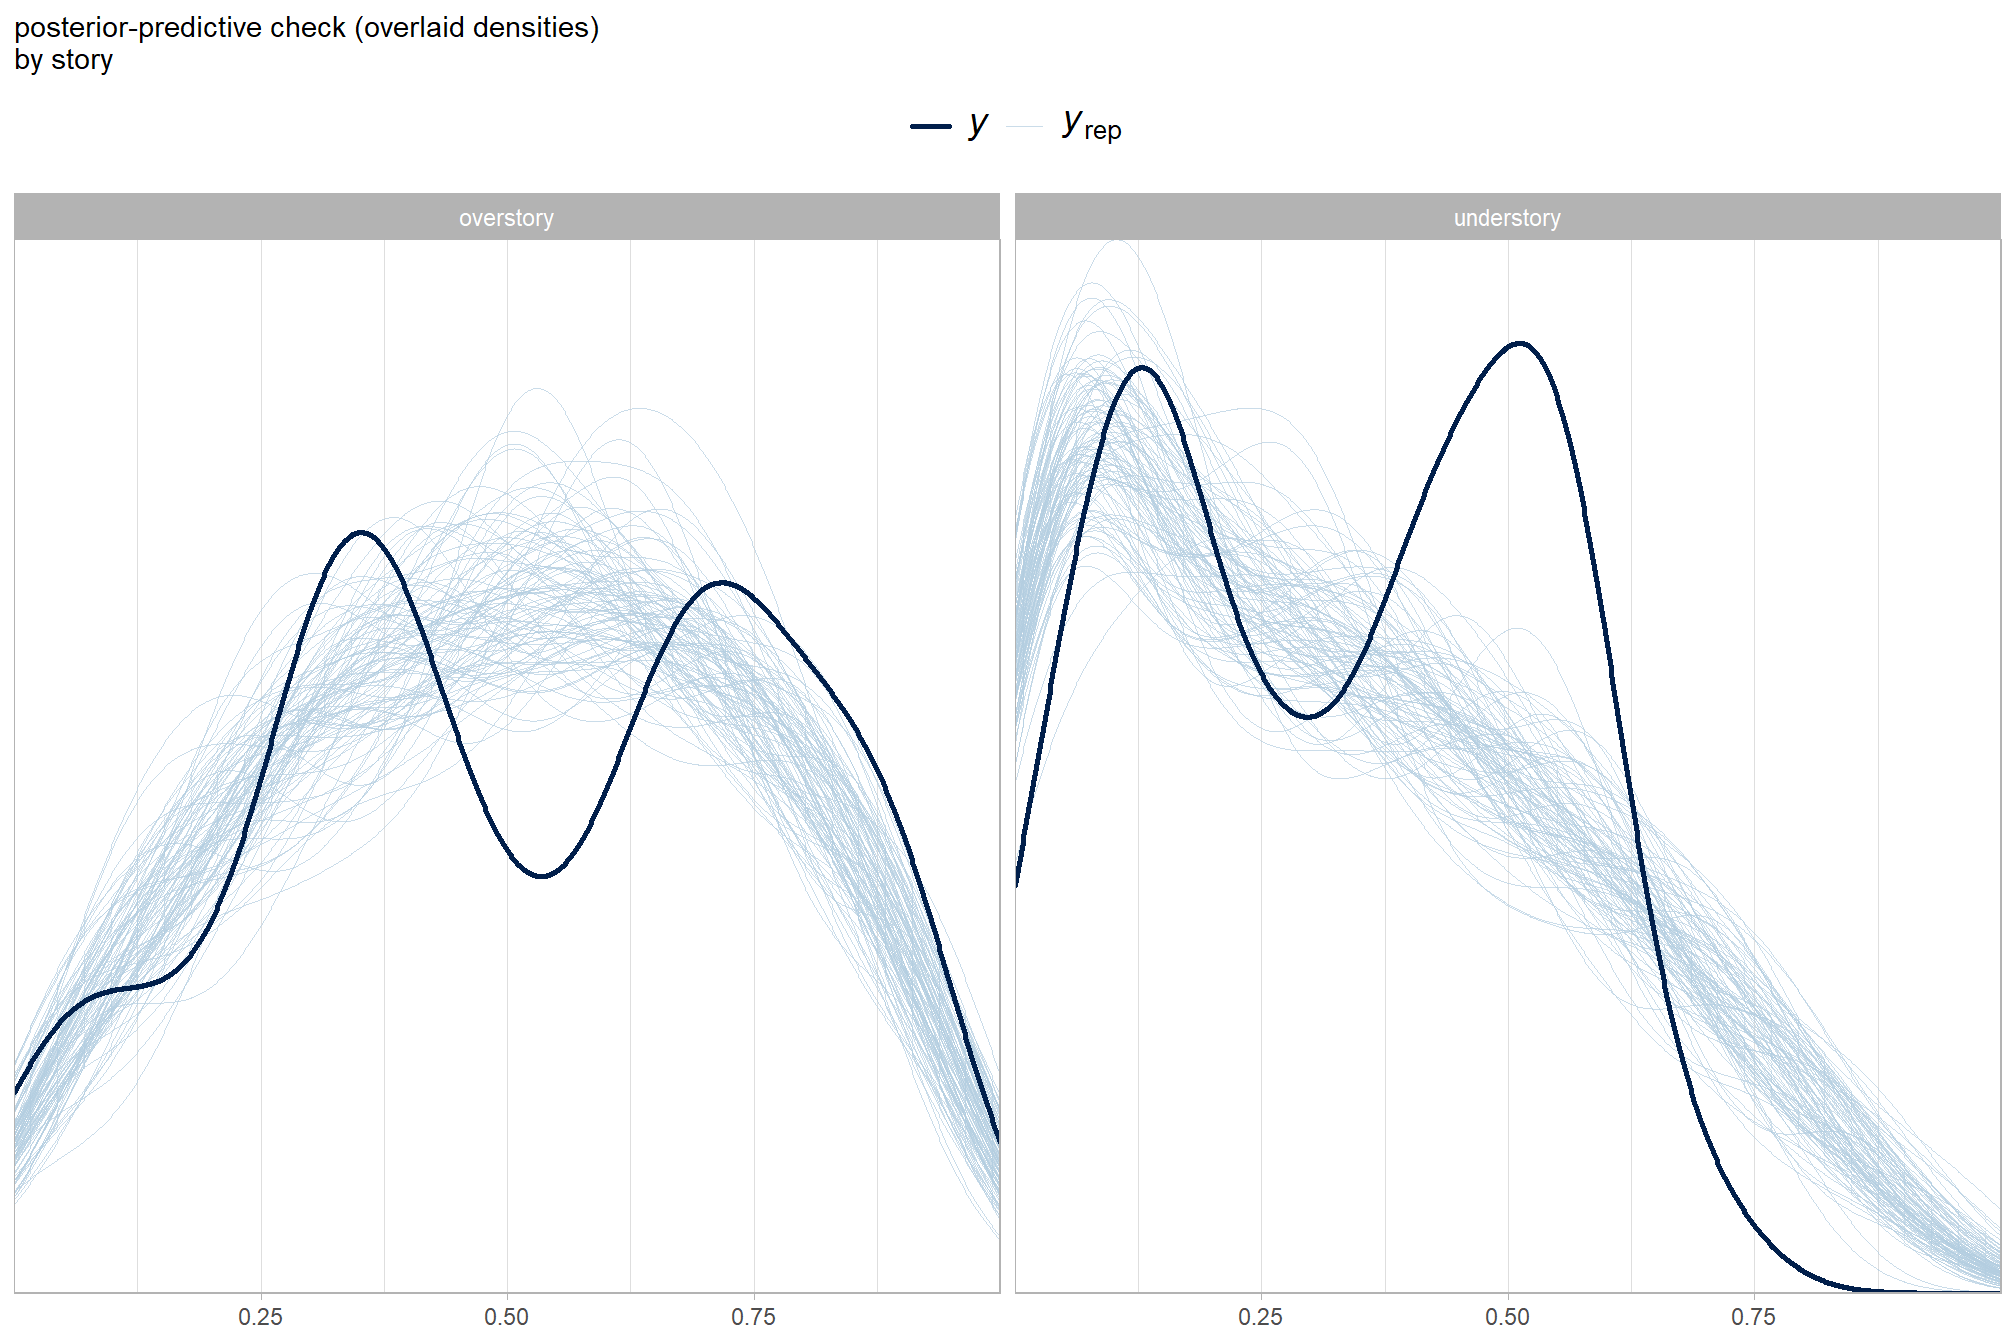 posterior-predictive check (overlaid densities)
by story
y y rep
overstory understory
0.25 0.50 0.75 0.25 0.50 0.75